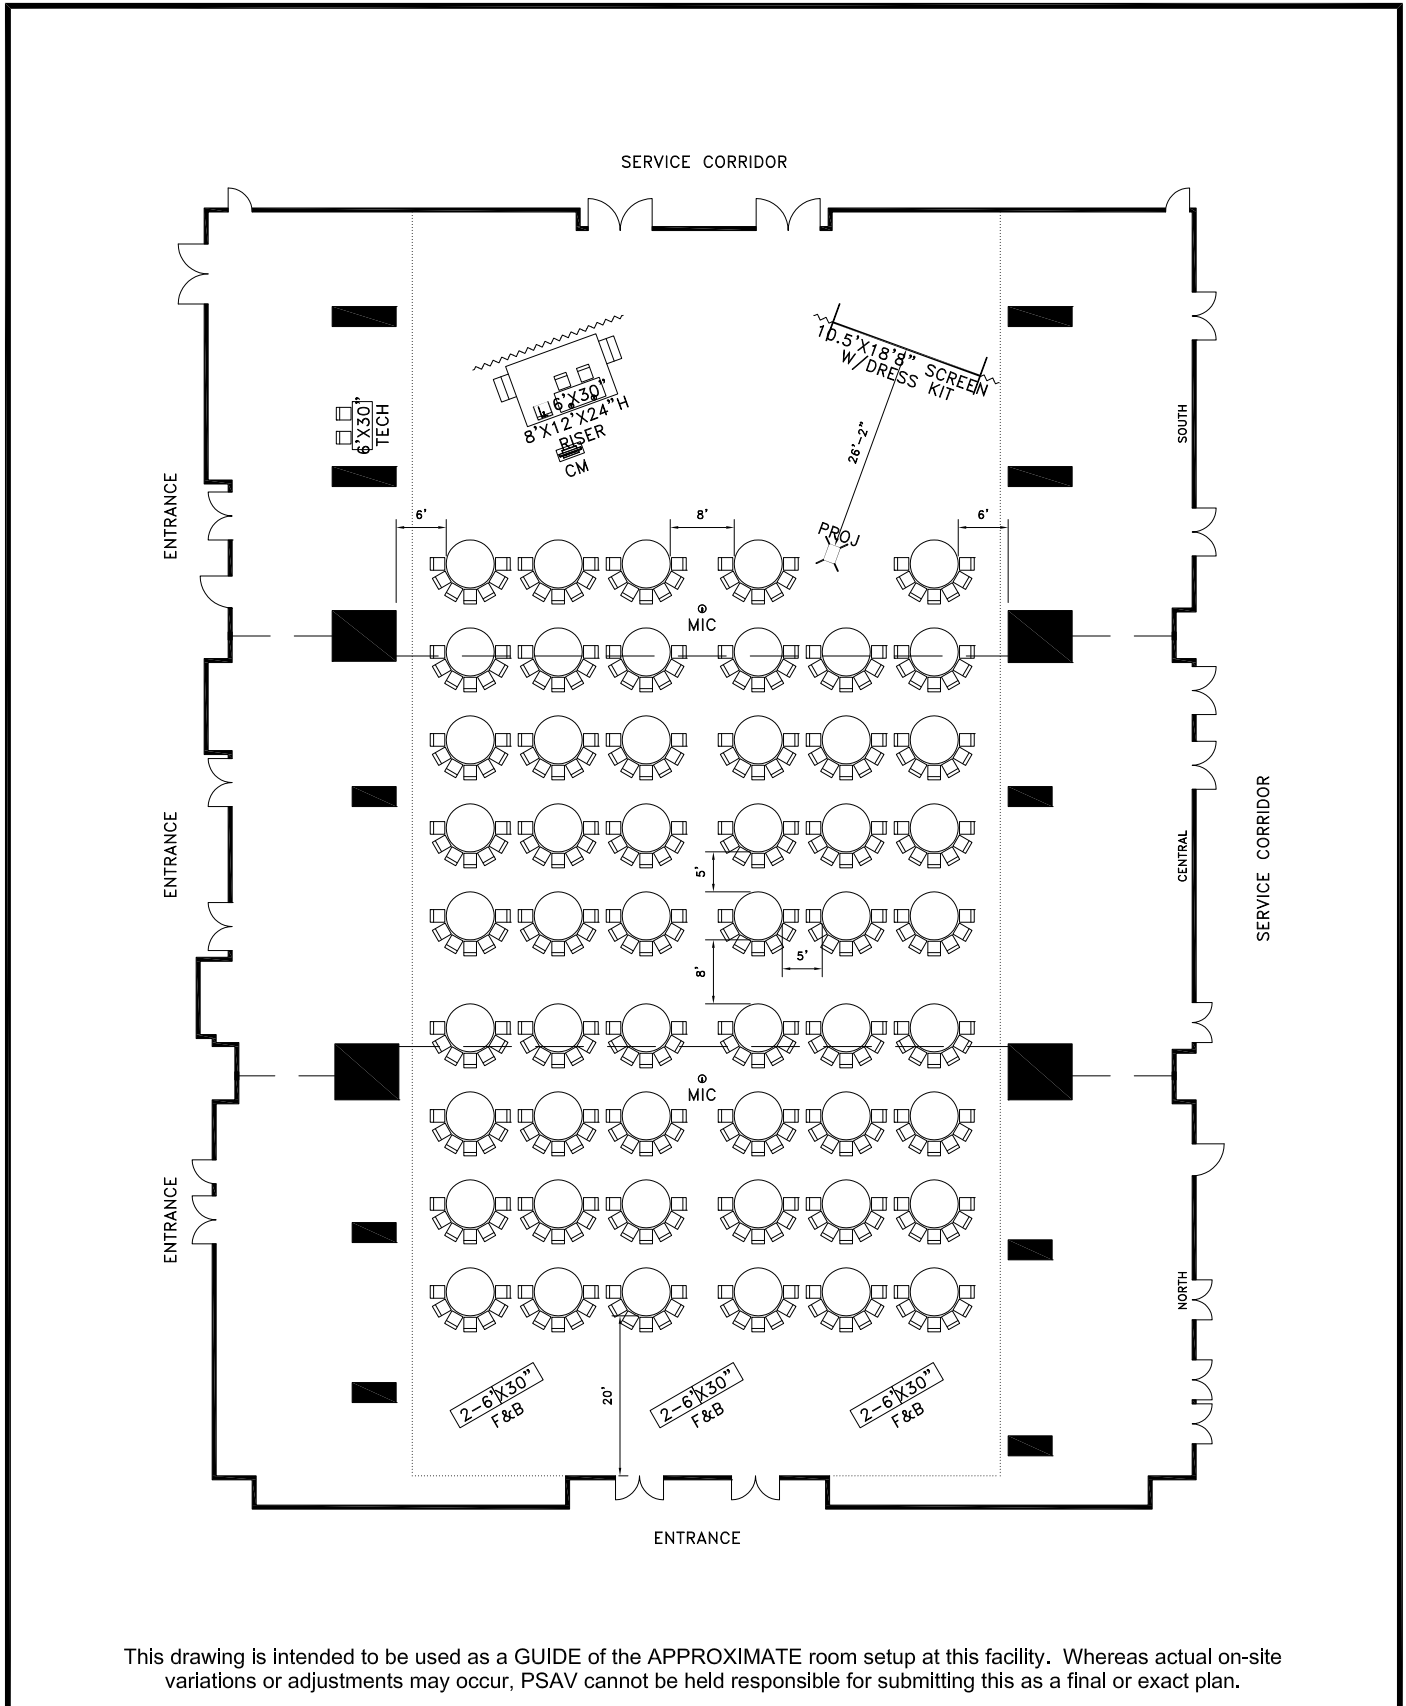 SERVICE CORRIDOR
10.5'X18'8" SCREEN
W/DRESS KIT
6'X30"
8'X12'X24"H
RISER
CM
6'X30"
TECH
26'-2"
SOUTH
ENTRANCE
6'
8'
6'
PROJ
MIC
ENTRANCE
5'
CENTRAL
SERVICE CORRIDOR
8'
5'
MIC
ENTRANCE
NORTH
20'
2-6'X30"
F&B
2-6'X30"
F&B
2-6'X30"
F&B
ENTRANCE
This drawing is intended to be used as a GUIDE of the APPROXIMATE room setup at this facility. Whereas actual on-site
variations or adjustments may occur, PSAV cannot be held responsible for submitting this as a final or exact plan.